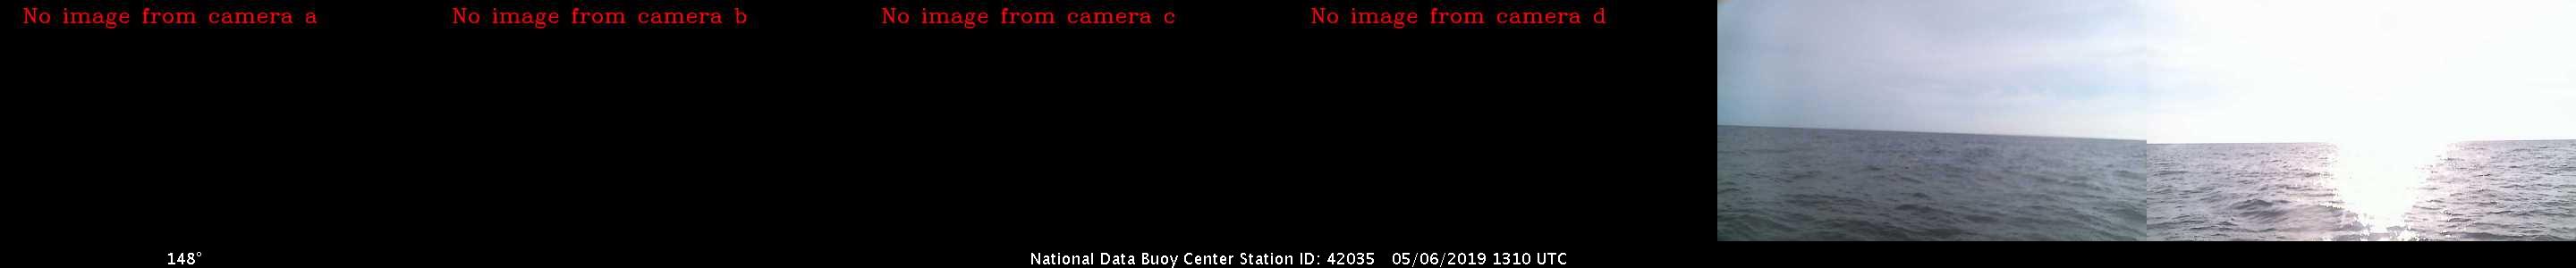 No image from camera a
No image from camera b
No image from camera c
No image from camera d
148°
National Data Buoy Center Station ID: 42035 05/06/2019 1310 UTC